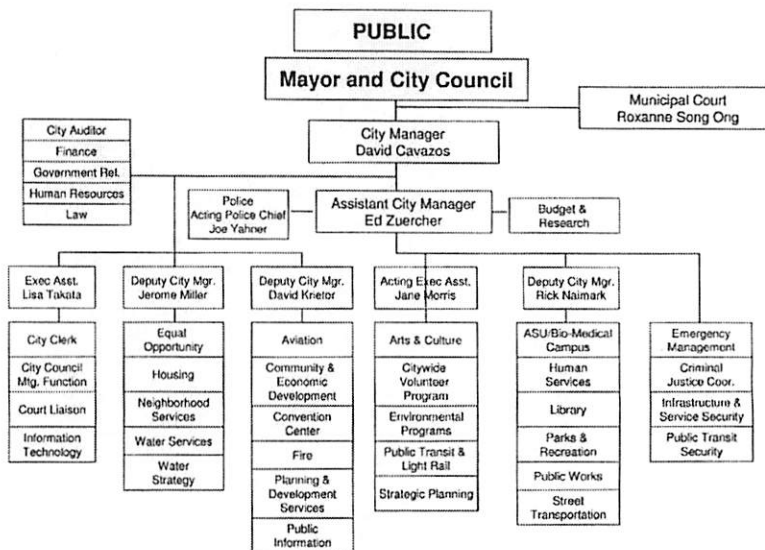 PUBLIC
Mayor and City Council
Municipal Court
Roxanne Song Ong
City Manager
David Cavazos
City Auditor
Finance
Government Rel.
Human Resources
Law
Police
Acting Police Chief
Joe Yahner
Assistant City Manager
Ed Zuercher
Budget &
Research
Exec Asst.
Lisa Takata
Deputy City Mgr.
Jerome Miller
Deputy City Mgr.
David Krietor
Acting Exec Asst.
Jane Morris
Deputy City Mgr.
Rick Naimark
City Clerk
City Council
Mtg. Function
Court Liaison
Information
Technology
Equal
Opportunity
Housing
Neighborhood
Services
Water Services
Water
Strategy
Aviation
Community &
Economic
Development
Convention
Center
Fire
Planning &
Development
Services
Public
Information
Arts & Culture
Citywide
Volunteer
Program
Environmental
Programs
Public Transit &
Light Rail
Strategic Planning
ASU/Bio-Medical
Campus
Human
Services
Library
Parks &
Recreation
Public Works
Street
Transportation
Emergency
Management
Criminal
Justice Coor.
Infrastructure &
Service Security
Public Transit
Security